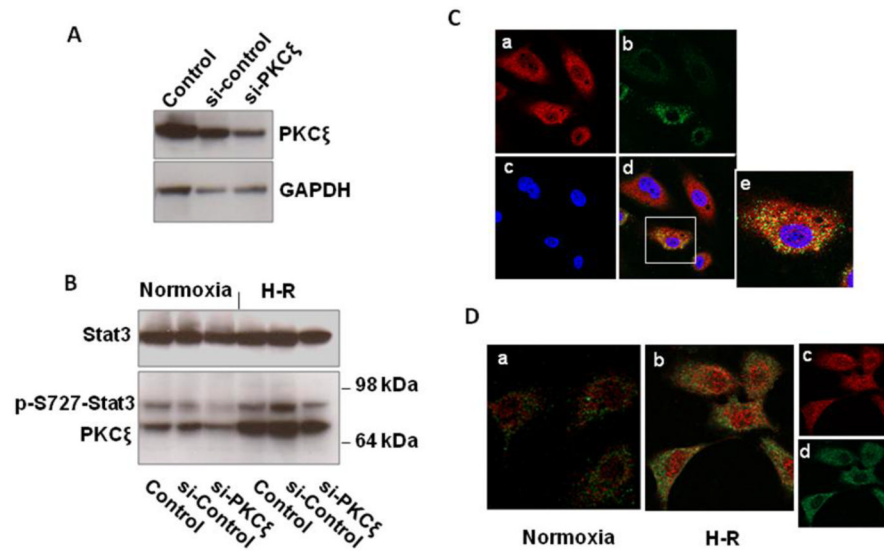 A
Control
si-control
si-PKCξ
PKCξ
GAPDH
B
Normoxia
H-R
Stat3
98 kDa
p-S727-Stat3
PKCξ
64 kDa
Control
si-Control
si-PKCξ
Control
si-Control
si-PKCξ
C
a
b
c
d
e
D
a
b
c
d
Normoxia
H-R